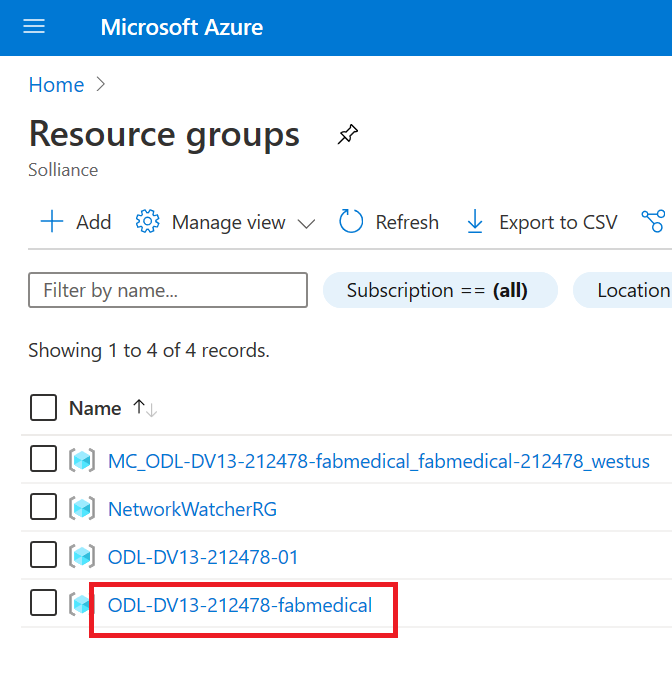 Microsoft Azure
Home
Resource groups
Solliance
Add Manage view Refresh Export to CSV
Filter by name... Subscription == (all) Location
Showing 1 to 4 of 4 records.
Name
MC_ODL-DV13-212478-fabmedical_fabmedical-212478_westus
NetworkWatcherRG
ODL-DV13-212478-01
ODL-DV13-212478-fabmedical